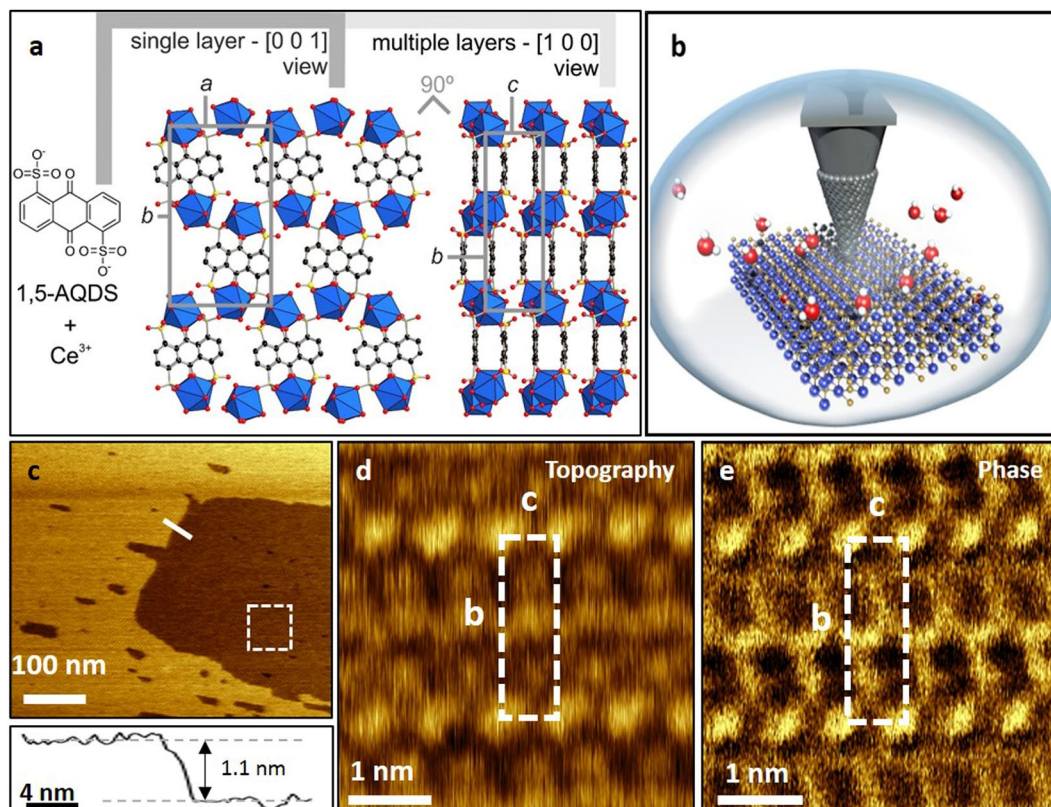 a
single layer - [0 0 1]
view
multiple layers - [1 0 0]
view
a
90º
c
b
b
O⁻
O=S=O
O
O
O=S=O
O⁻
1,5-AQDS
+
Ce³⁺
b
c
100 nm
1.1 nm
4 nm
d
Topography
c
b
1 nm
e
Phase
c
b
1 nm